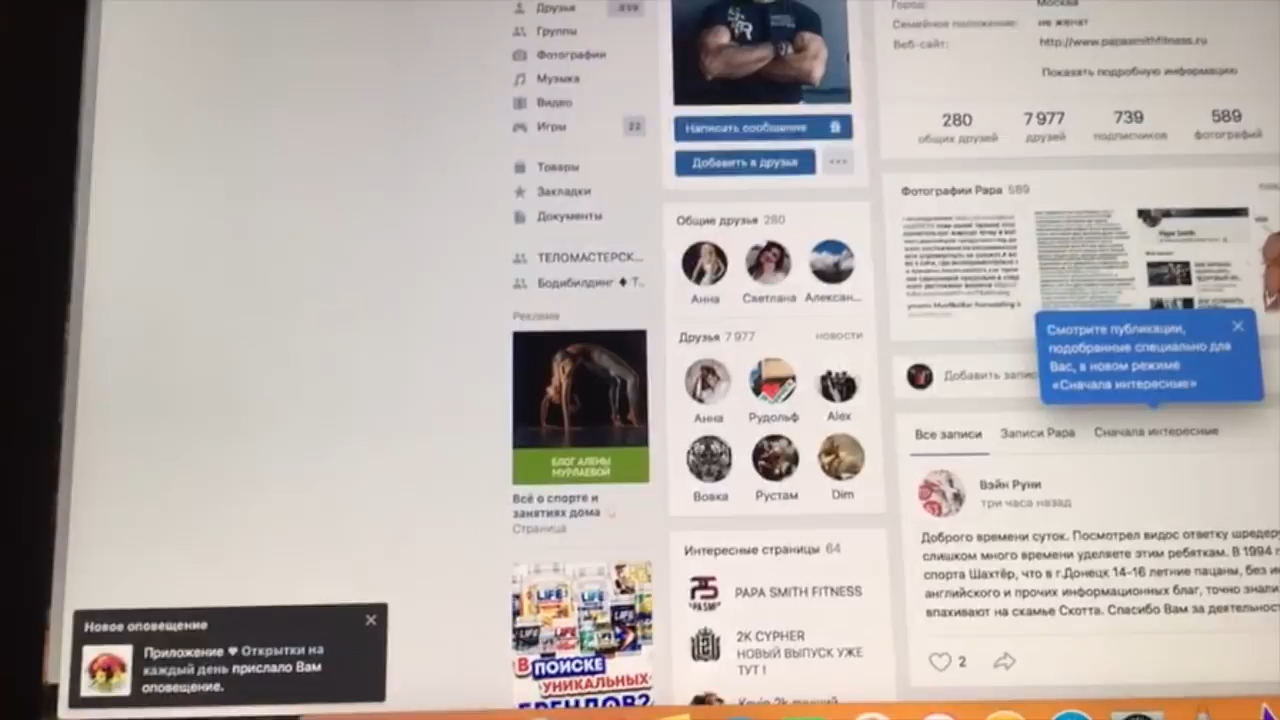 Друзья
Группы
Фотографии
Музыка
Видео
Игры 22
Товары
Закладки
Документы
ТЕЛОМАСТЕРСК...
Бодибилдинг ♦ Т..
Реклама
БЛОГ АЛЕНЫ
МУРЛАЕВОЙ
Всё о спорте и
занятиях дома
Страница
В ПОИСКЕ
УНИКАЛЬНЫХ
БРЕНДОВ?
Новое оповещение
Приложение ♥ Открытки на
каждый день прислало Вам
оповещение.
Написать сообщение
Добавить в друзья
Общие друзья 280
Анна Светлана Алексан...
Друзья 7 977 новости
Анна Рудольф Alex
Вовка Рустам Dim
Интересные страницы 64
PAPA SMITH FITNESS
2K CYPHER
НОВЫЙ ВЫПУСК УЖЕ
ТУТ !
Город: Москва
Семейное положение: не женат
Веб-сайт: http://www.papasmithfitness.ru
Показать подробную информацию
280 7 977 739 589
общих друзей друзей подписчиков фотографий
Фотографии Papa 589
Papa Smith
Смотрите публикации,
подобранные специально для
Вас, в новом режиме
«Сначала интересные»
Добавить запис
Все записи Записи Papa Сначала интересные
Вэйн Руни
три часа назад
Доброго времени суток. Посмотрел видос ответку шредеру
слишком много времени уделяете этим ребяткам. В 1994 г
спорта Шахтёр, что в г.Донецк 14-16 летние пацаны, без ин
английского и прочих информационных благ, точно знали
впахивают на скамье Скотта. Спасибо Вам за деятельност
2